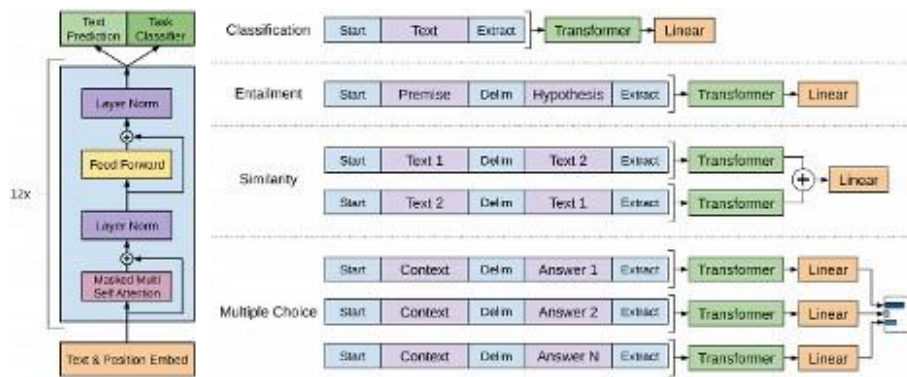 Text Prediction
Task Classifier
Layer Norm
Feed Forward
12x
Layer Norm
Masked Multi Self Attention
Text & Position Embed
Classification Start Text Extract Transformer Linear
Entailment Start Premise Delim Hypothesis Extract Transformer Linear
Similarity
Start Text 1 Delim Text 2 Extract Transformer
+ Linear
Start Text 2 Delim Text 1 Extract Transformer
Multiple Choice
Start Context Delim Answer 1 Extract Transformer Linear
Start Context Delim Answer 2 Extract Transformer Linear
Start Context Delim Answer N Extract Transformer Linear